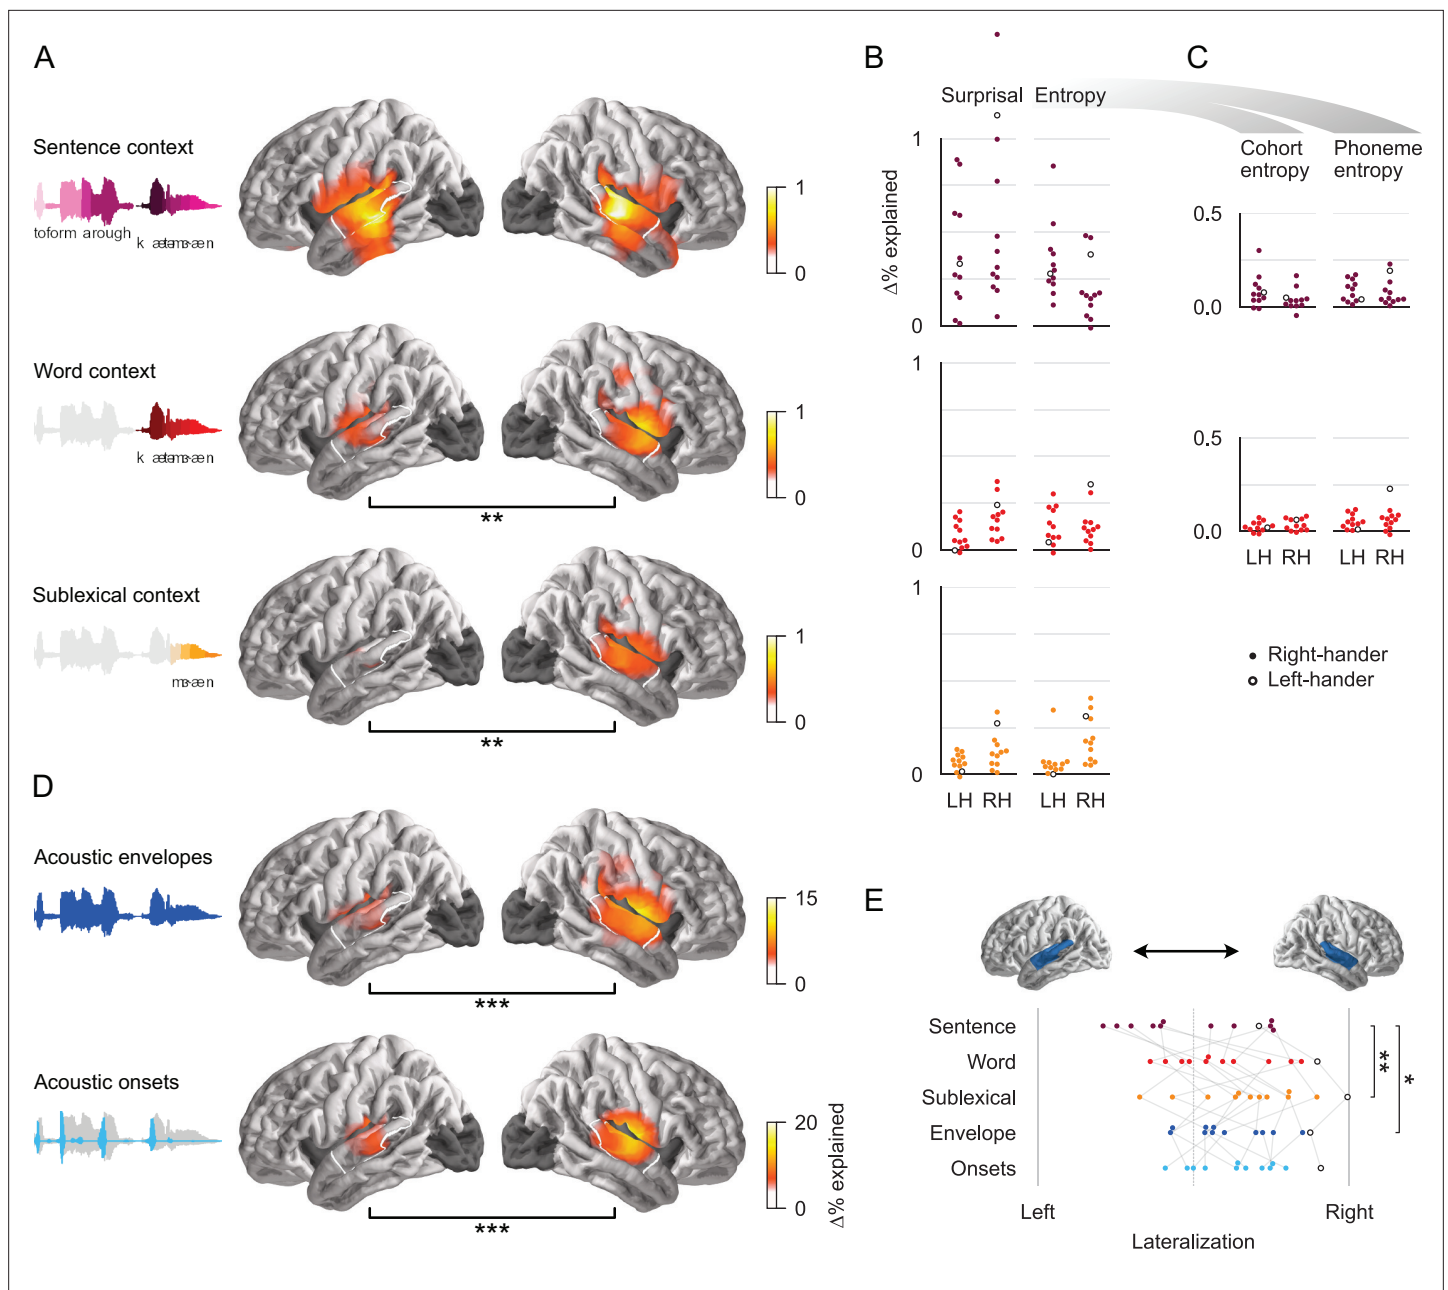 A
Sentence context
toform arough
k ætəmɝæn
1
0
Word context
k ætəmɝæn
1
0
**
Sublexical context
mɝæn
1
0
**
B
Surprisal Entropy
Δ% explained
1
0
1
0
1
0
LH RH LH RH
C
Cohort entropy
Phoneme entropy
0.5
0.0
0.5
0.0
LH RH LH RH
Right-hander
Left-hander
D
Acoustic envelopes
15
0
***
Acoustic onsets
20
0
Δ% explained
***
E
Sentence
Word
Sublexical
Envelope
Onsets
**
*
Left Right
Lateralization